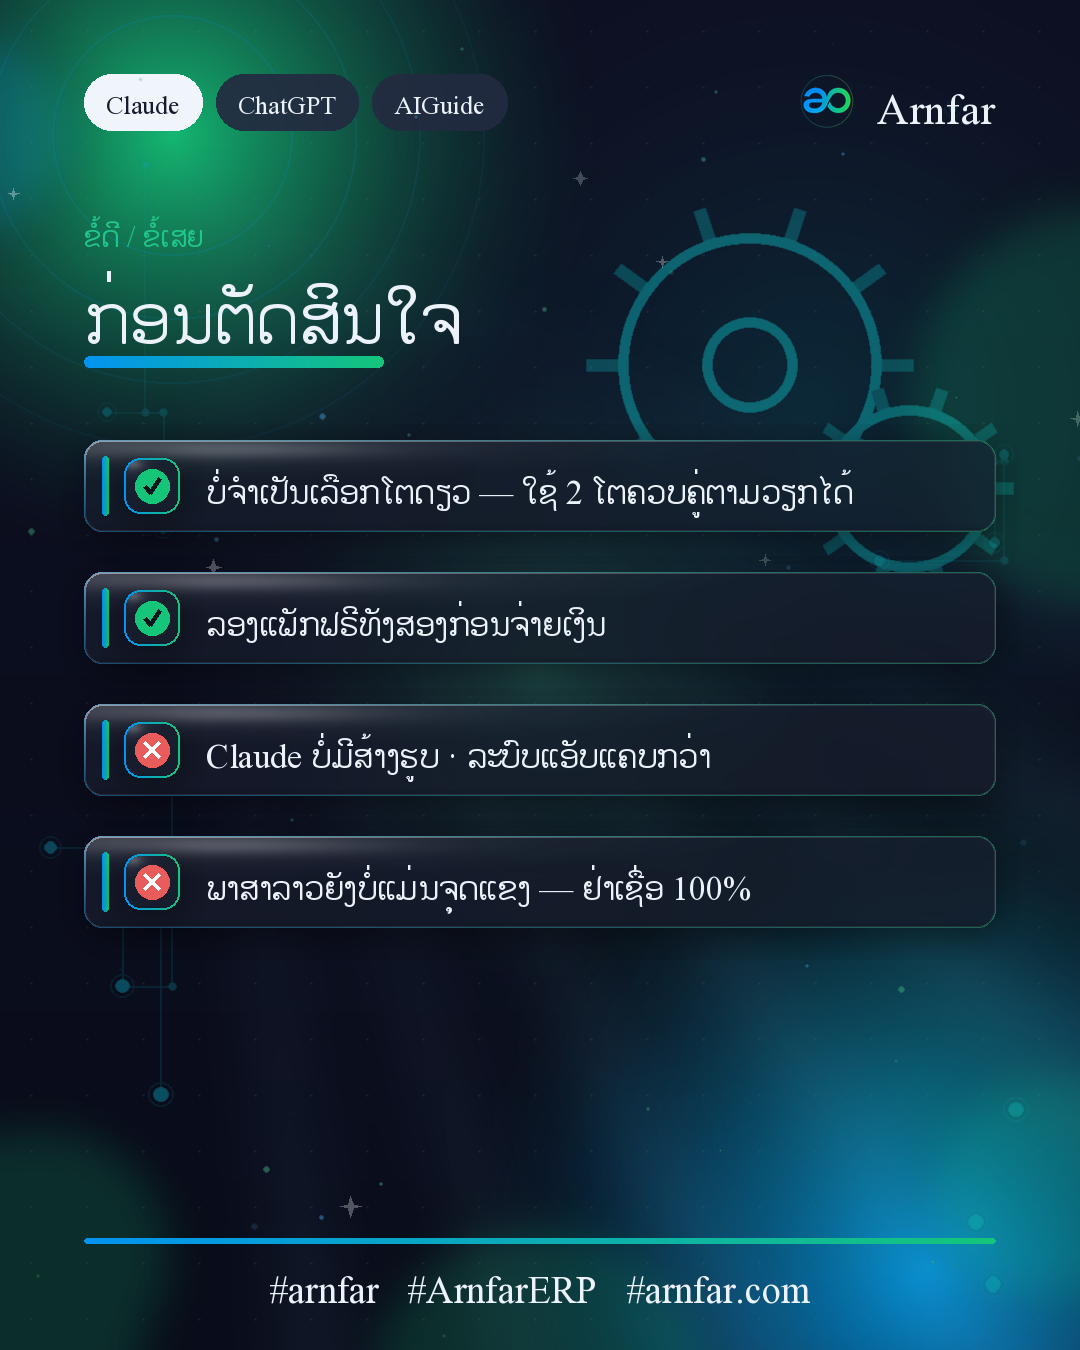 Claude ChatGPT AIGuide
Arnfar
ຂໍ້ດີ / ຂໍ້ເສຍ
ກ່ອນຕັດສິນໃຈ
ບໍ່ຈຳເປັນເລືອກໂຕດຽວ — ໃຊ້ 2 ໂຕຄວບຄູ່ຕາມວຽກໄດ້
ລອງແພັກຟຣີທັງສອງກ່ອນຈ່າຍເງິນ
Claude ບໍ່ມີສ້າງຮູບ · ລະບົບແອັບແຄບກວ່າ
ພາສາລາວຍັງບໍ່ແມ່ນຈຸດແຂງ — ຢ່າເຊື່ອ 100%
#arnfar #ArnfarERP #arnfar.com